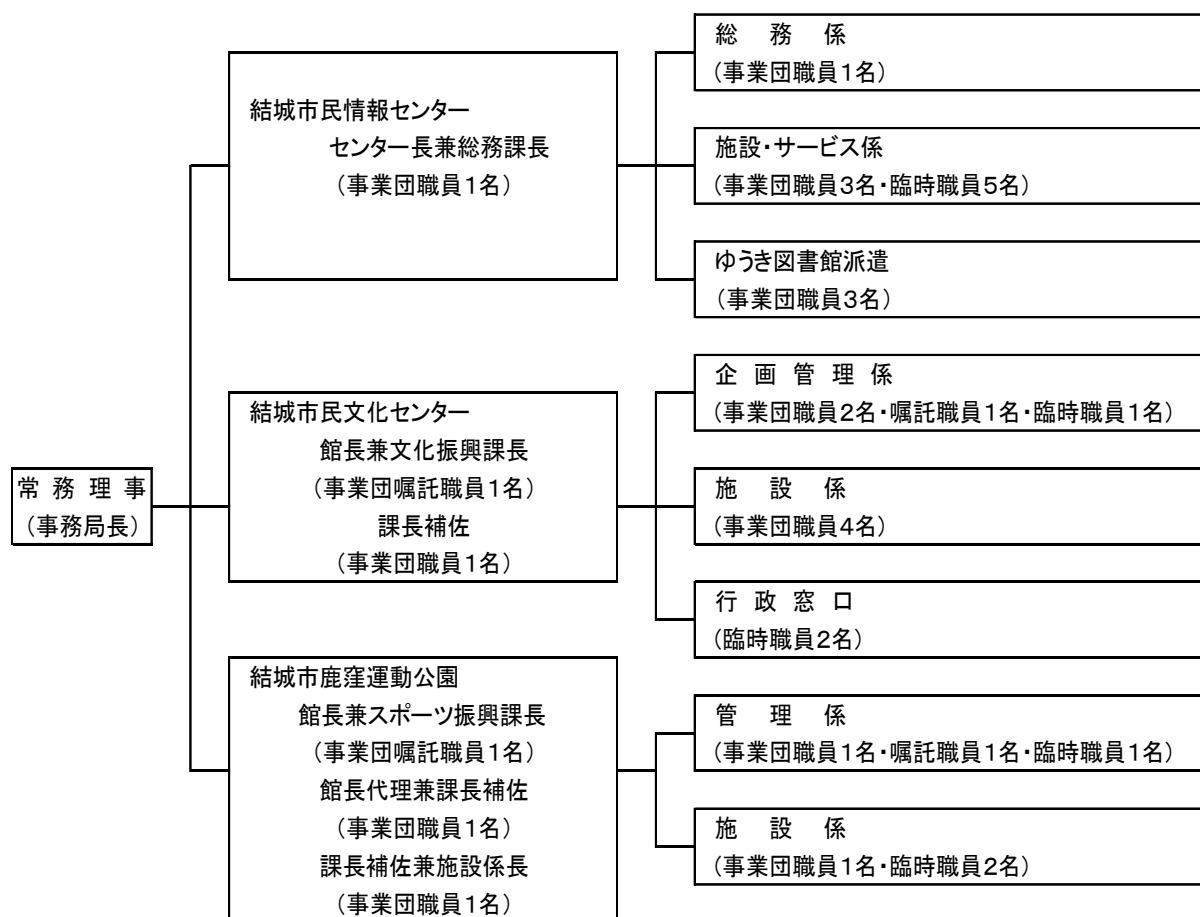 常務理事
(事務局長)
結城市民情報センター
センター長兼総務課長
(事業団職員1名)
総務係
(事業団職員1名)
施設・サービス係
(事業団職員3名・臨時職員5名)
ゆうき図書館派遣
(事業団職員3名)
結城市民文化センター
館長兼文化振興課長
(事業団嘱託職員1名)
課長補佐
(事業団職員1名)
企画管理係
(事業団職員2名・嘱託職員1名・臨時職員1名)
施設係
(事業団職員4名)
行政窓口
(臨時職員2名)
結城市鹿窪運動公園
館長兼スポーツ振興課長
(事業団嘱託職員1名)
館長代理兼課長補佐
(事業団職員1名)
課長補佐兼施設係長
(事業団職員1名)
管理係
(事業団職員1名・嘱託職員1名・臨時職員1名)
施設係
(事業団職員1名・臨時職員2名)